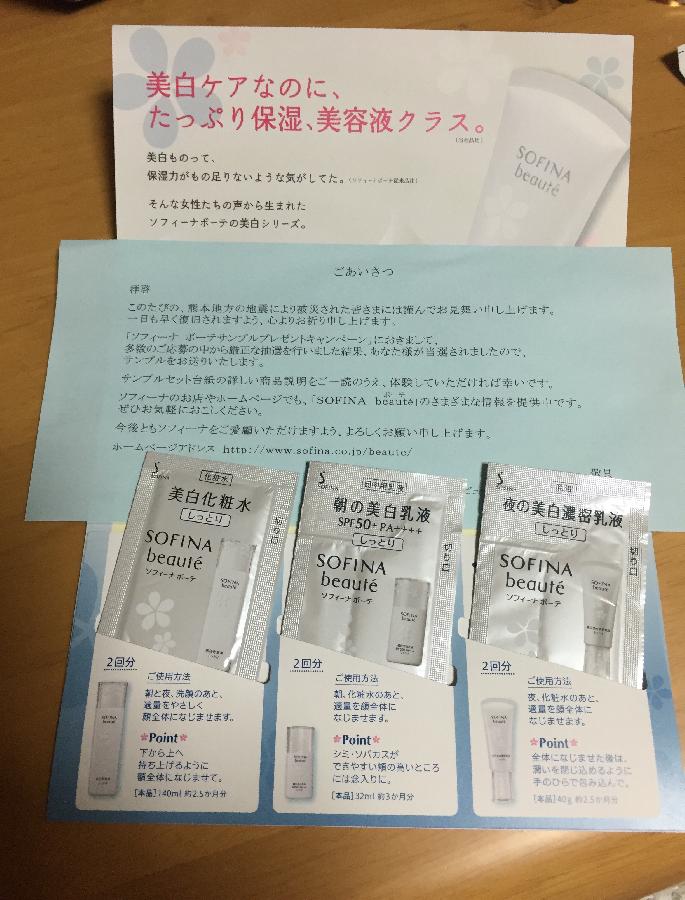 美白ケアなのに、
たっぷり保湿、美容液クラス。
美白ものって、
保湿力がもの足りないような気がしてた。
そんな女性たちの声から生まれた
ソフィーナボーテの美白シリーズ。
SOFINA
beauté
ごあいさつ
拝啓
このたびの、熊本地方の地震により被災された皆さまには謹んでお見舞い申し上げます。
一日も早く復旧されますよう、心よりお祈り申し上げます。
「ソフィーナ ボーテサンプルプレゼントキャンペーン」におきまして、
多数のご応募の中から厳正な抽選を行いました結果、あなた様が当選されましたので、
サンプルをお送りいたします。
サンプルセット台紙の詳しい商品説明をご一読のうえ、体験していただければ幸いです。
ソフィーナのお店やホームページでも、「SOFINA beauté」のさまざまな情報を提供中です。
ぜひお気軽におこしください。
今後ともソフィーナをご愛顧いただけますよう、よろしくお願い申し上げます。
ホームページアドレス http://www.sofina.co.jp/beaute/
敬具
SOFINA
化粧水
美白化粧水
しっとり
切り口
SOFINA
beauté
ソフィーナ ボーテ
SOFINA
beauté
SOFINA
日中用乳液
朝の美白乳液
SPF50+ PA++++
しっとり
切り口
SOFINA
beauté
ソフィーナ ボーテ
SOFINA
夜の美白濃密乳液
しっとり
切り口
SOFINA
beauté
ソフィーナ ボーテ
2回分
ご使用方法
朝と夜、洗顔のあと、
適量をやさしく
顔全体になじませます。
Point
下から上へ
持ち上げるように
顔全体になじませて。
[本品]140ml 約2.5か月分
SOFINA
beauté
2回分
ご使用方法
朝、化粧水のあと、
適量を顔全体に
なじませます。
Point
シミ・ソバカスが
できやすい頬の高いところ
には念入りに。
[本品]32ml 約3か月分
2回分
ご使用方法
夜、化粧水のあと、
適量を顔全体に
なじませます。
Point
全体になじませた後は、
潤いを閉じ込めるように
手のひらで包み込んで。
[本品]40g 約2.5か月分
SOFINA
beauté